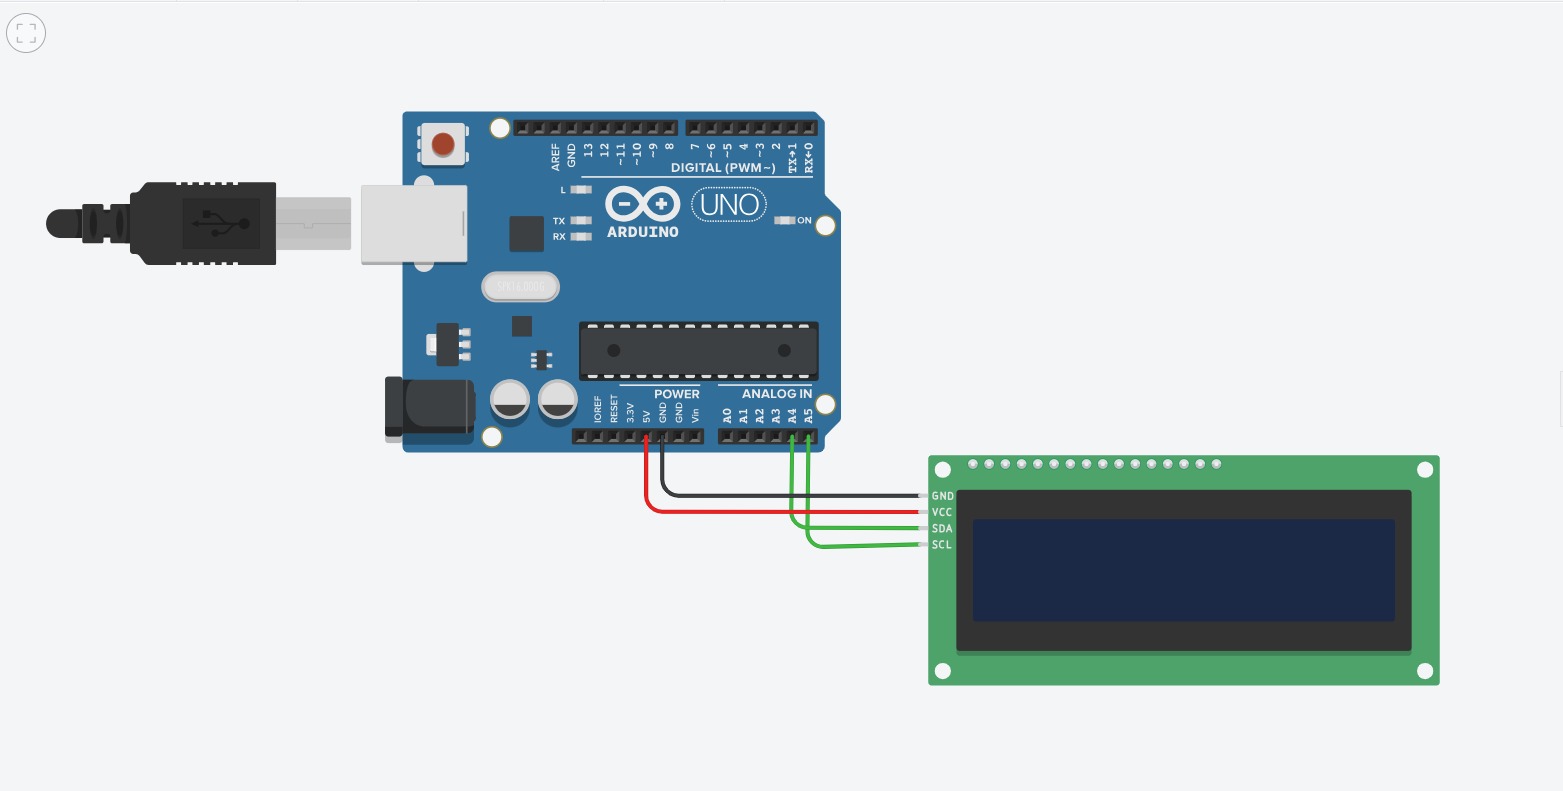 AREF
GND
13
12
~11
~10
~9
8
7
~6
~5
4
~3
2
TX→1
RX←0
DIGITAL (PWM~)
L
TX
RX
ARDUINO
UNO
ON
POWER
ANALOG IN
IOREF
RESET
3.3V
5V
GND
GND
Vin
A0
A1
A2
A3
A4
A5
GND
VCC
SDA
SCL